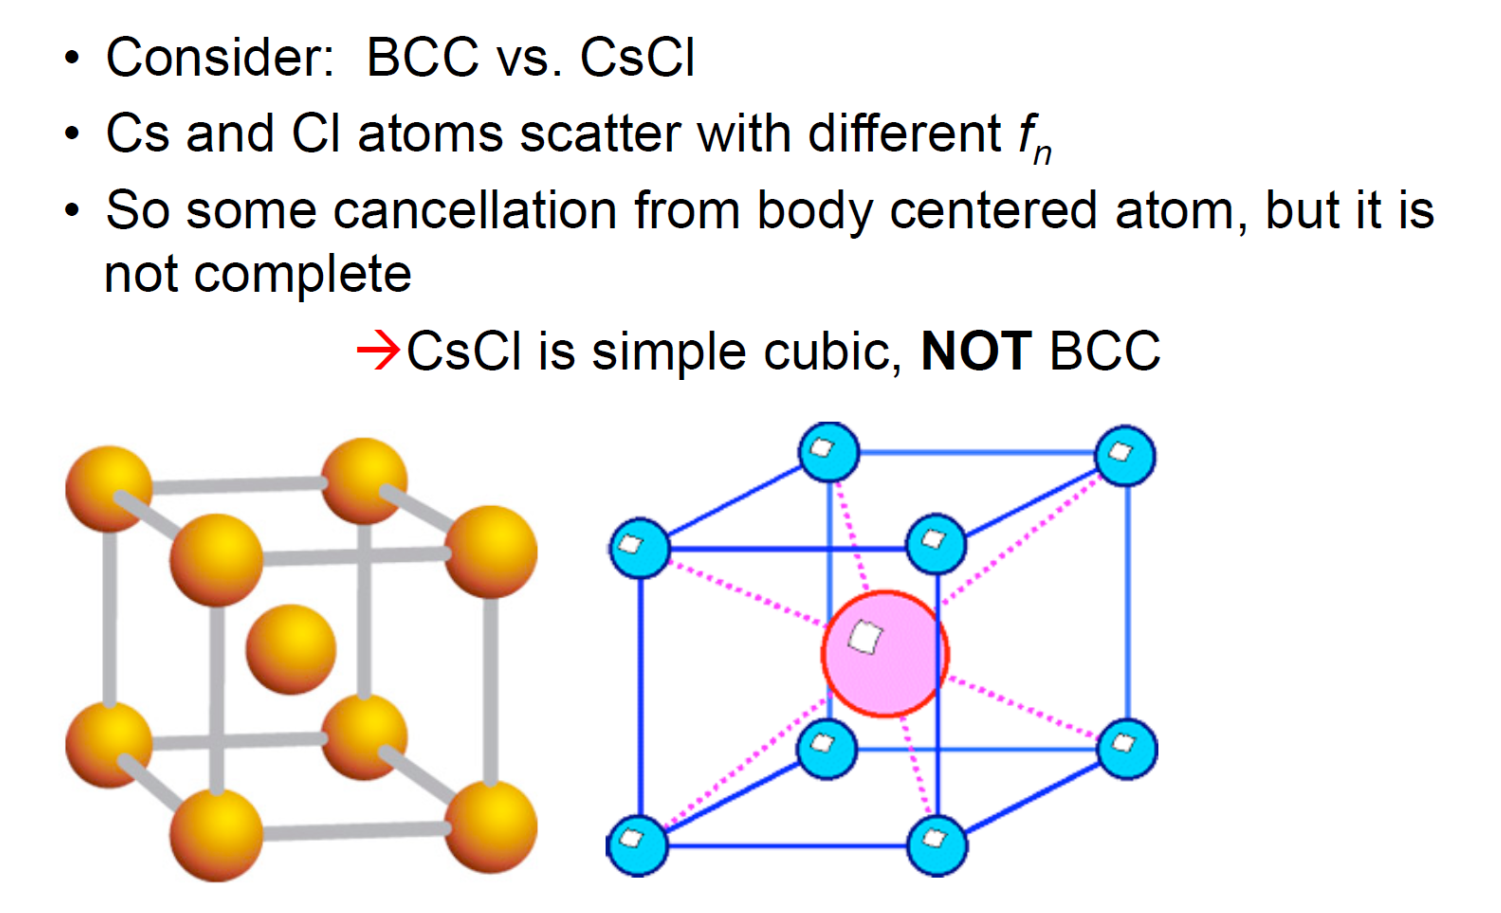 • Consider:  BCC vs. CsCl
• Cs and Cl atoms scatter with different fn
• So some cancellation from body centered atom, but it is
not complete
→CsCl is simple cubic, NOT BCC